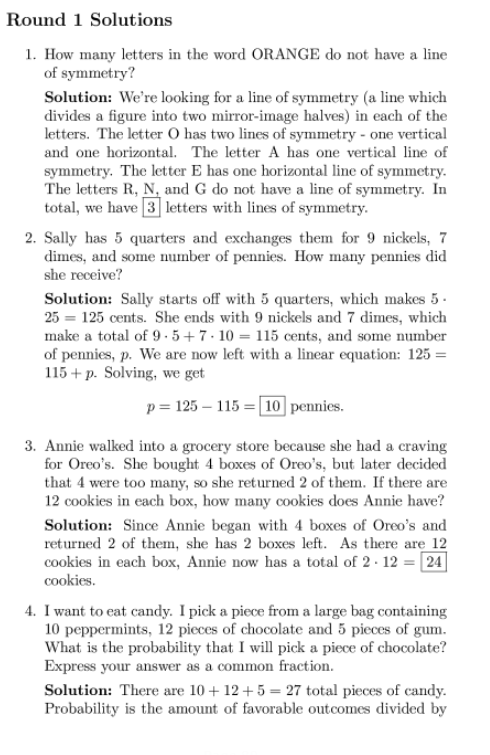 Round 1 Solutions
1. How many letters in the word ORANGE do not have a line
of symmetry?
Solution: We're looking for a line of symmetry (a line which
divides a figure into two mirror-image halves) in each of the
letters. The letter O has two lines of symmetry - one vertical
and one horizontal. The letter A has one vertical line of
symmetry. The letter E has one horizontal line of symmetry.
The letters R, N, and G do not have a line of symmetry. In
total, we have 3 letters with lines of symmetry.
2. Sally has 5 quarters and exchanges them for 9 nickels, 7
dimes, and some number of pennies. How many pennies did
she receive?
Solution: Sally starts off with 5 quarters, which makes 5 ·
25 = 125 cents. She ends with 9 nickels and 7 dimes, which
make a total of 9 · 5 + 7 · 10 = 115 cents, and some number
of pennies, p. We are now left with a linear equation: 125 =
115 + p. Solving, we get
p = 125 − 115 = 10 pennies.
3. Annie walked into a grocery store because she had a craving
for Oreo's. She bought 4 boxes of Oreo's, but later decided
that 4 were too many, so she returned 2 of them. If there are
12 cookies in each box, how many cookies does Annie have?
Solution: Since Annie began with 4 boxes of Oreo's and
returned 2 of them, she has 2 boxes left. As there are 12
cookies in each box, Annie now has a total of 2 · 12 = 24
cookies.
4. I want to eat candy. I pick a piece from a large bag containing
10 peppermints, 12 pieces of chocolate and 5 pieces of gum.
What is the probability that I will pick a piece of chocolate?
Express your answer as a common fraction.
Solution: There are 10 + 12 + 5 = 27 total pieces of candy.
Probability is the amount of favorable outcomes divided by